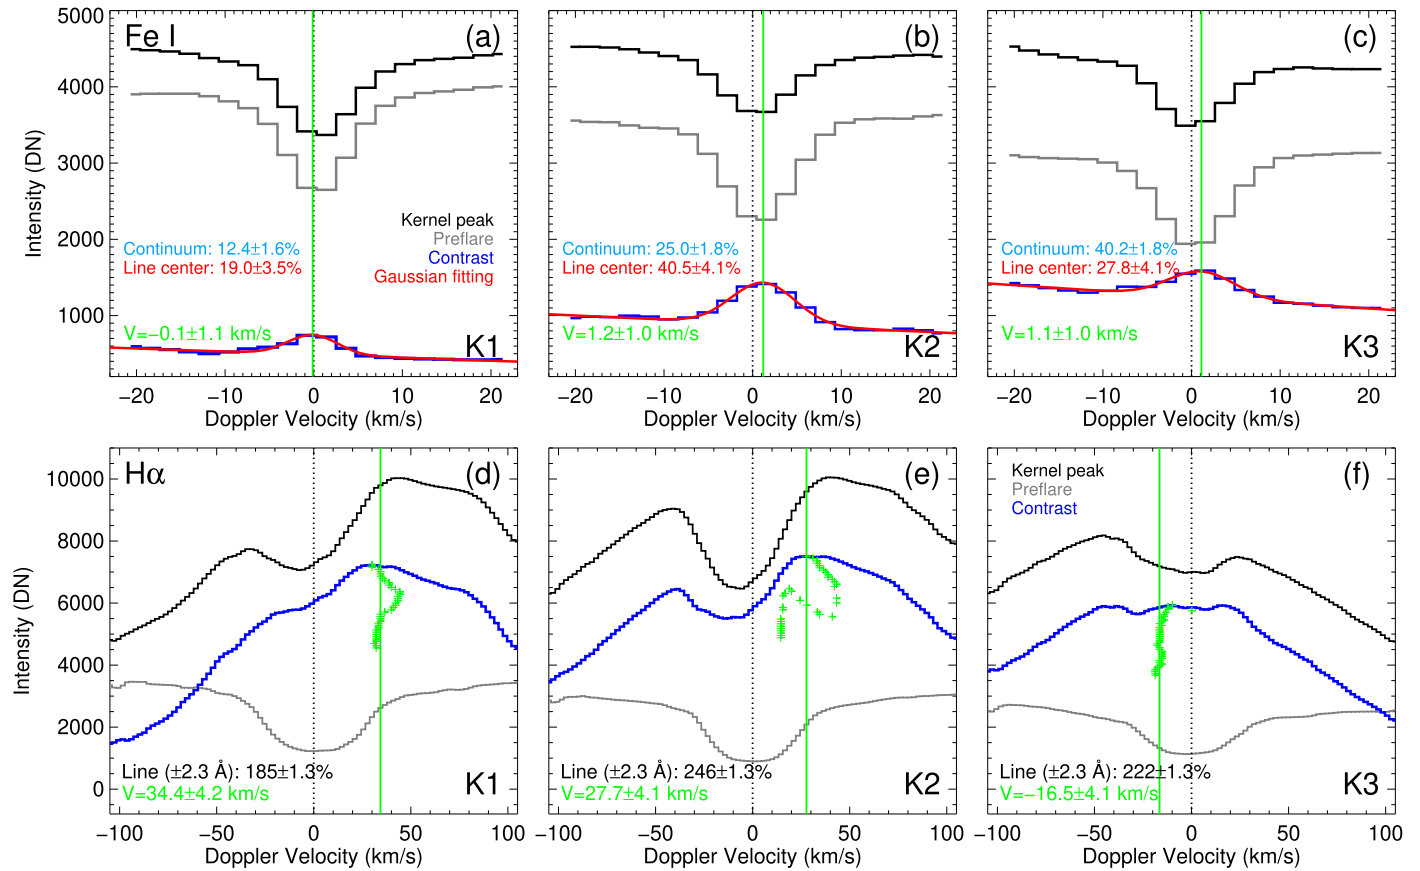 Fe I
(a)
(b)
(c)
5000
4000
3000
2000
1000
Intensity (DN)
Kernel peak
Preflare
Contrast
Gaussian fitting
Continuum: 12.4±1.6%
Line center: 19.0±3.5%
V=−0.1±1.1 km/s
K1
Continuum: 25.0±1.8%
Line center: 40.5±4.1%
V=1.2±1.0 km/s
K2
Continuum: 40.2±1.8%
Line center: 27.8±4.1%
V=1.1±1.0 km/s
K3
−20 −10 0 10 20
−20 −10 0 10 20
−20 −10 0 10 20
Doppler Velocity (km/s)
Doppler Velocity (km/s)
Doppler Velocity (km/s)
Hα
(d)
(e)
(f)
10000
8000
6000
4000
2000
0
Intensity (DN)
Kernel peak
Preflare
Contrast
Line (±2.3 Å): 185±1.3%
V=34.4±4.2 km/s
K1
Line (±2.3 Å): 246±1.3%
V=27.7±4.1 km/s
K2
Line (±2.3 Å): 222±1.3%
V=−16.5±4.1 km/s
K3
−100 −50 0 50 100
−100 −50 0 50 100
−100 −50 0 50 100
Doppler Velocity (km/s)
Doppler Velocity (km/s)
Doppler Velocity (km/s)